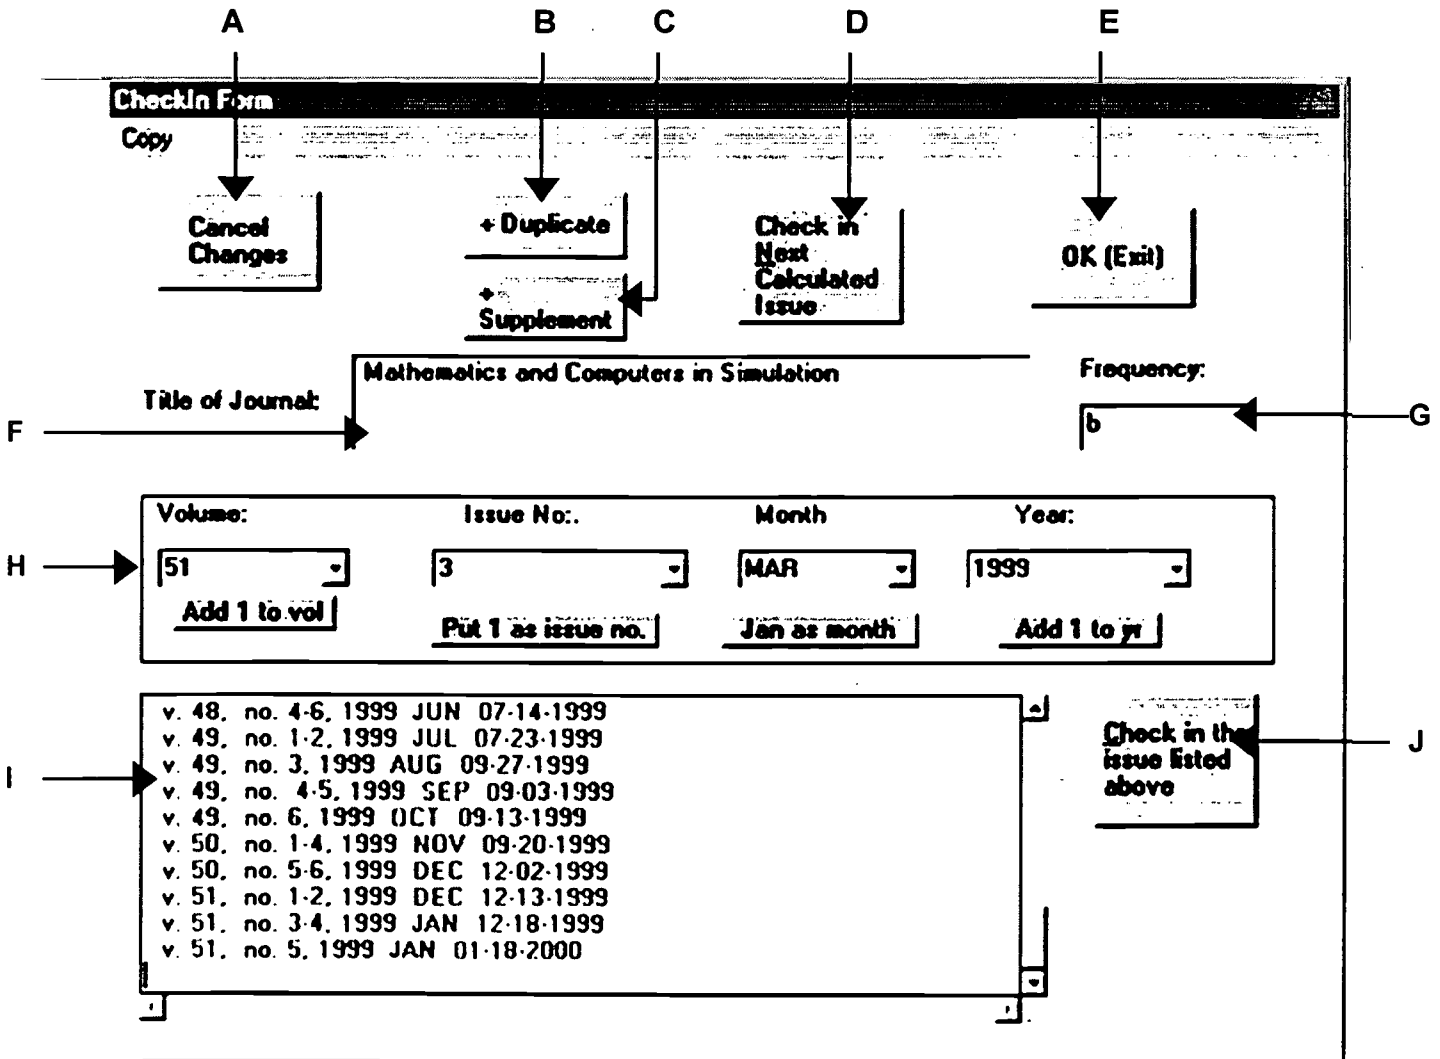 A B C D E
CheckIn Form
Copy
Cancel
Changes
+ Duplicate
+
Supplement
Check in
Next
Calculated
Issue
OK (Exit)
Mathematics and Computers in Simulation
Frequency:
Title of Journal:
F
b
G
Volume: Issue No:. Month Year:
H
51 3 MAR 1999
Add 1 to vol Put 1 as issue no. Jan as month Add 1 to yr
v. 48, no. 4-6, 1999 JUN 07-14-1999
v. 49, no. 1-2, 1999 JUL 07-23-1999
v. 49, no. 3, 1999 AUG 09-27-1999
v. 49, no. 4-5, 1999 SEP 09-03-1999
v. 49, no. 6, 1999 OCT 09-13-1999
v. 50, no. 1-4, 1999 NOV 09-20-1999
v. 50, no. 5-6, 1999 DEC 12-02-1999
v. 51, no. 1-2, 1999 DEC 12-13-1999
v. 51, no. 3-4, 1999 JAN 12-18-1999
v. 51, no. 5, 1999 JAN 01-18-2000
I
Check in the
issue listed
above
J